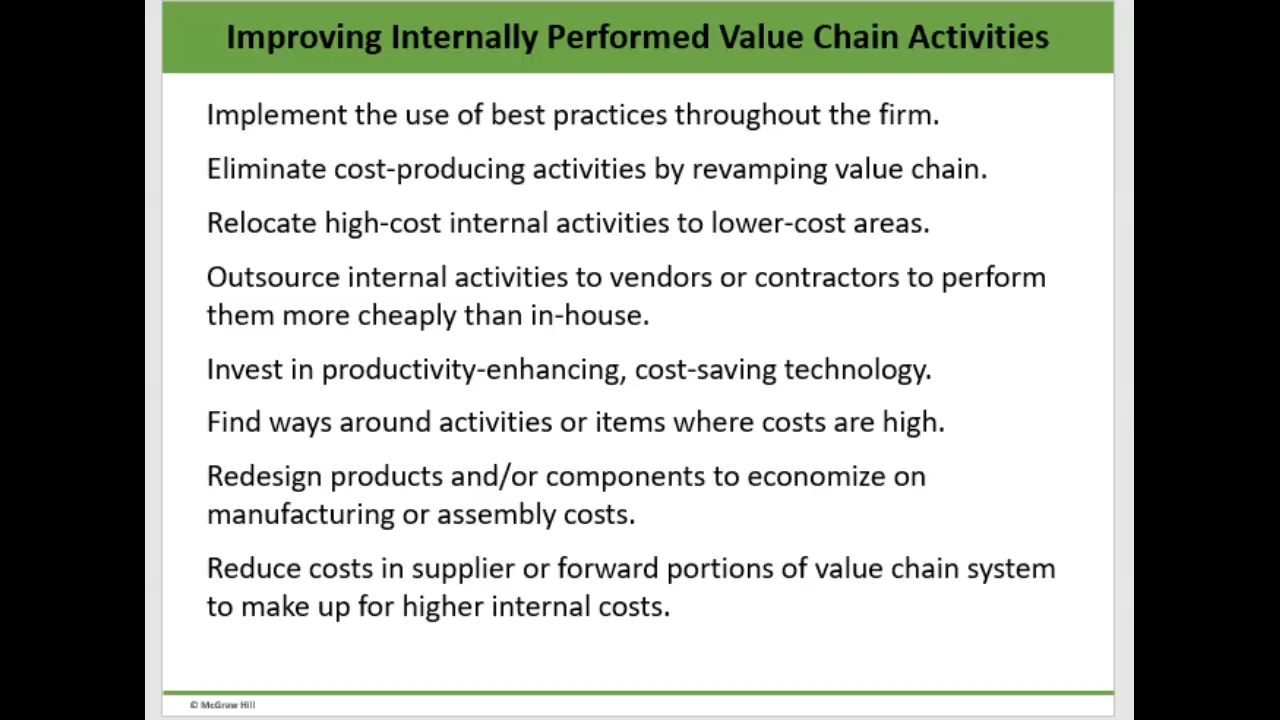 Improving Internally Performed Value Chain Activities
Implement the use of best practices throughout the firm.
Eliminate cost-producing activities by revamping value chain.
Relocate high-cost internal activities to lower-cost areas.
Outsource internal activities to vendors or contractors to perform
them more cheaply than in-house.
Invest in productivity-enhancing, cost-saving technology.
Find ways around activities or items where costs are high.
Redesign products and/or components to economize on
manufacturing or assembly costs.
Reduce costs in supplier or forward portions of value chain system
to make up for higher internal costs.
© McGraw Hill